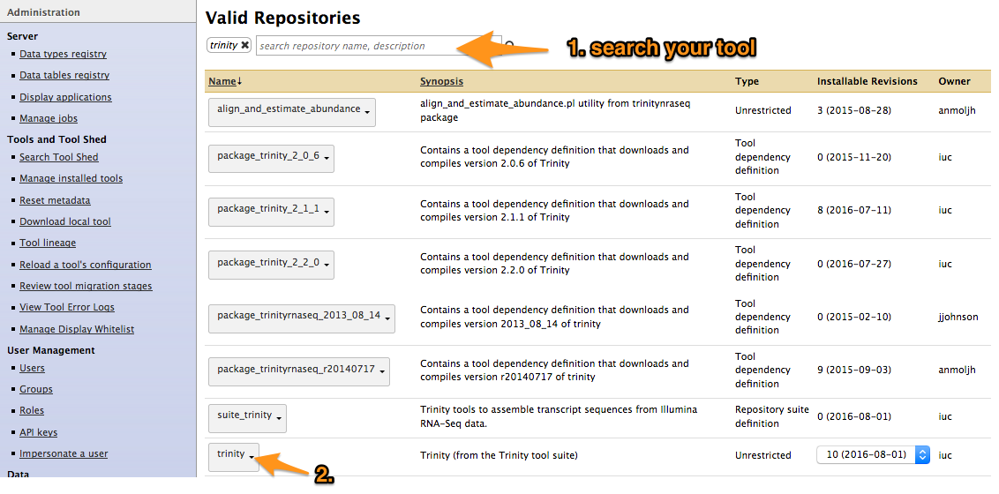 Administration
Server
Data types registry
Data tables registry
Display applications
Manage jobs
Tools and Tool Shed
Search Tool Shed
Manage installed tools
Reset metadata
Download local tool
Tool lineage
Reload a tool's configuration
Review tool migration stages
View Tool Error Logs
Manage Display Whitelist
User Management
Users
Groups
Roles
API keys
Impersonate a user
Data
Valid Repositories
trinity ✖ search repository name, description
1. search your tool
Name↓ Synopsis Type Installable Revisions Owner
align_and_estimate_abundance align_and_estimate_abundance.pl utility from trinitynraseq
package Unrestricted 3 (2015-08-28) anmoljh
package_trinity_2_0_6 Contains a tool dependency definition that downloads and
compiles version 2.0.6 of Trinity Tool
dependency
definition 0 (2015-11-20) iuc
package_trinity_2_1_1 Contains a tool dependency definition that downloads and
compiles version 2.1.1 of Trinity Tool
dependency
definition 8 (2016-07-11) iuc
package_trinity_2_2_0 Contains a tool dependency definition that downloads and
compiles version 2.2.0 of Trinity Tool
dependency
definition 0 (2016-07-27) iuc
package_trinityrnaseq_2013_08_14 Contains a tool dependency definition that downloads and
compiles version 2013_08_14 of trinity Tool
dependency
definition 0 (2015-02-10) jjohnson
package_trinityrnaseq_r20140717 Contains a tool dependency definition that downloads and
compiles version r20140717 of trinity Tool
dependency
definition 9 (2015-09-03) anmoljh
suite_trinity Trinity tools to assemble transcript sequences from Illumina
RNA-Seq data. Repository suite
definition 0 (2016-08-01) iuc
trinity Trinity (from the Trinity tool suite) Unrestricted 10 (2016-08-01) iuc
2.